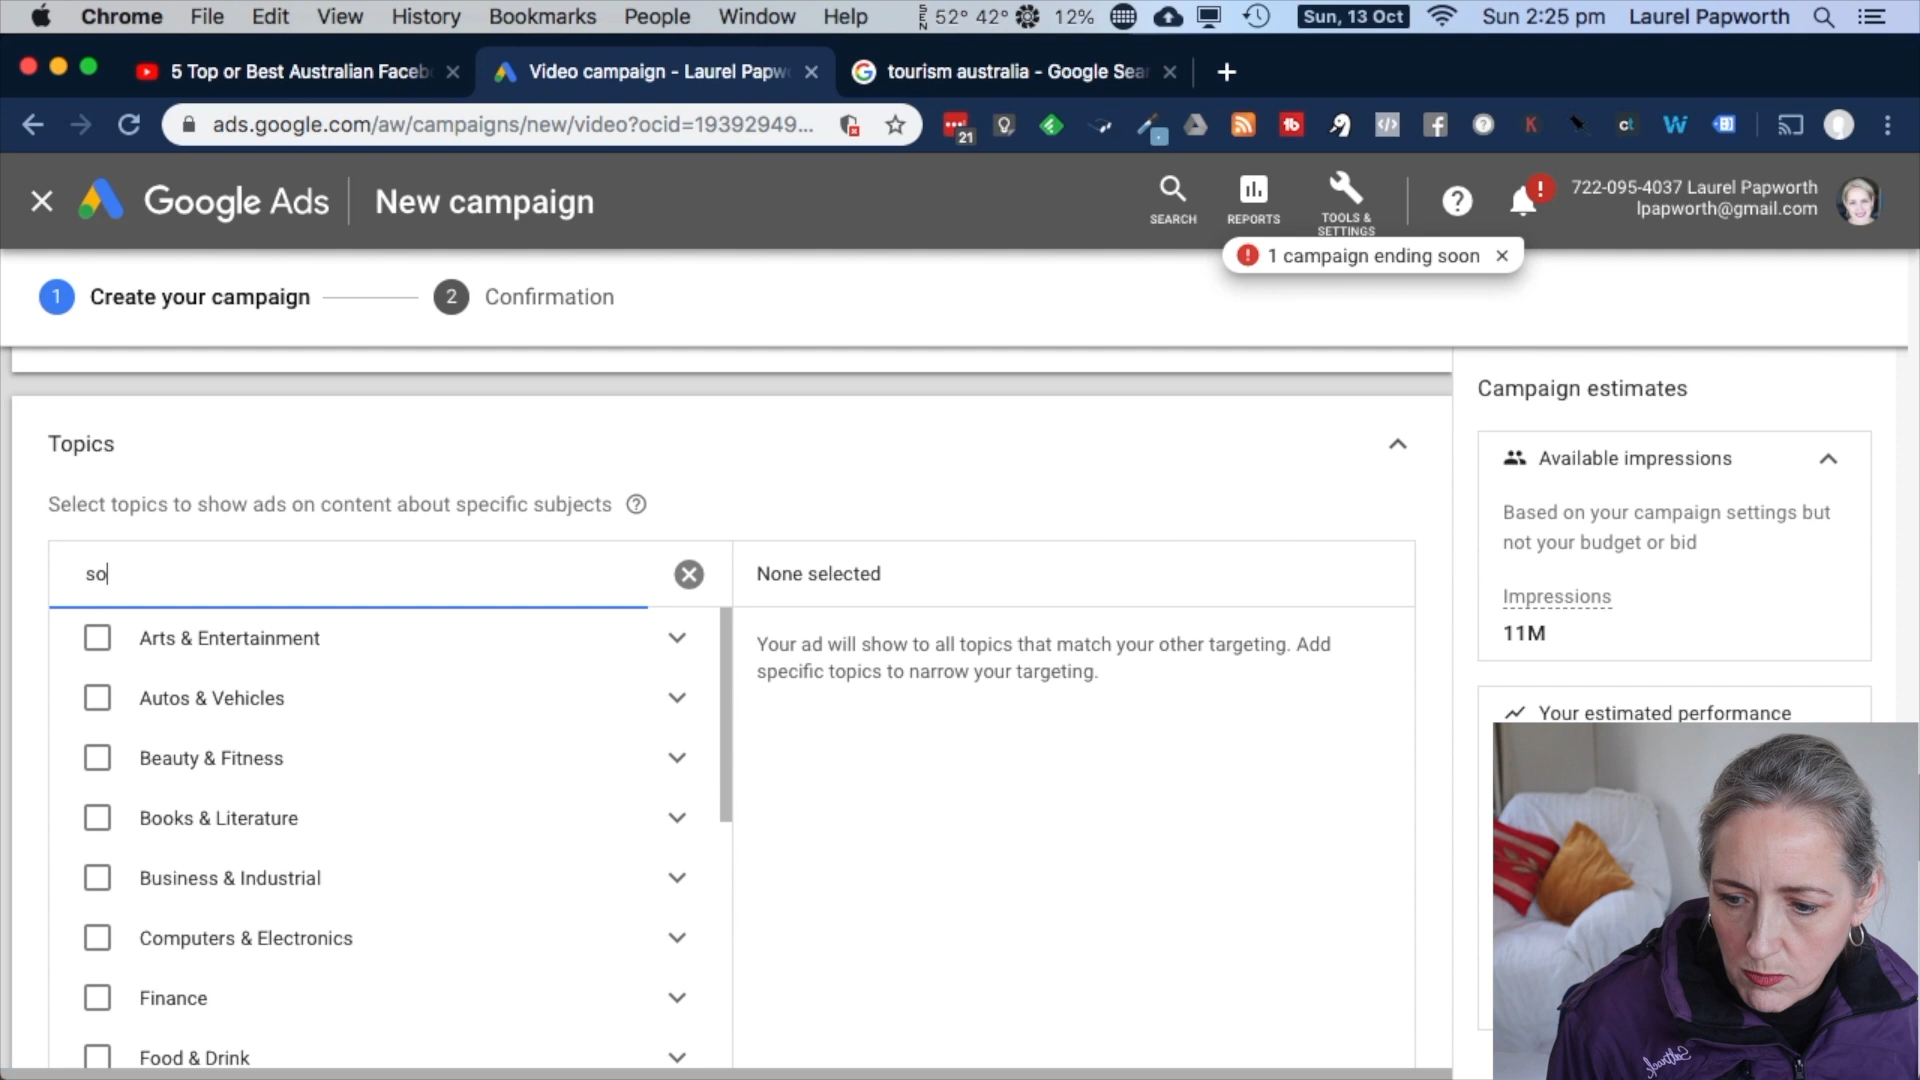 Chrome File Edit View History Bookmarks People Window Help SEN 52° 42° 12% Sun, 13 Oct Sun 2:25 pm Laurel Papworth
5 Top or Best Australian Faceb
Video campaign - Laurel Papw
tourism australia - Google Sea
ads.google.com/aw/campaigns/new/video?ocid=19392949...
21
Google Ads
New campaign
SEARCH
REPORTS
TOOLS &
SETTINGS
722-095-4037 Laurel Papworth
lpapworth@gmail.com
1 campaign ending soon
1 Create your campaign
2 Confirmation
Topics
Select topics to show ads on content about specific subjects
so
None selected
Arts & Entertainment
Autos & Vehicles
Beauty & Fitness
Books & Literature
Business & Industrial
Computers & Electronics
Finance
Food & Drink
Your ad will show to all topics that match your other targeting. Add
specific topics to narrow your targeting.
Campaign estimates
Available impressions
Based on your campaign settings but
not your budget or bid
Impressions
11M
Your estimated performance